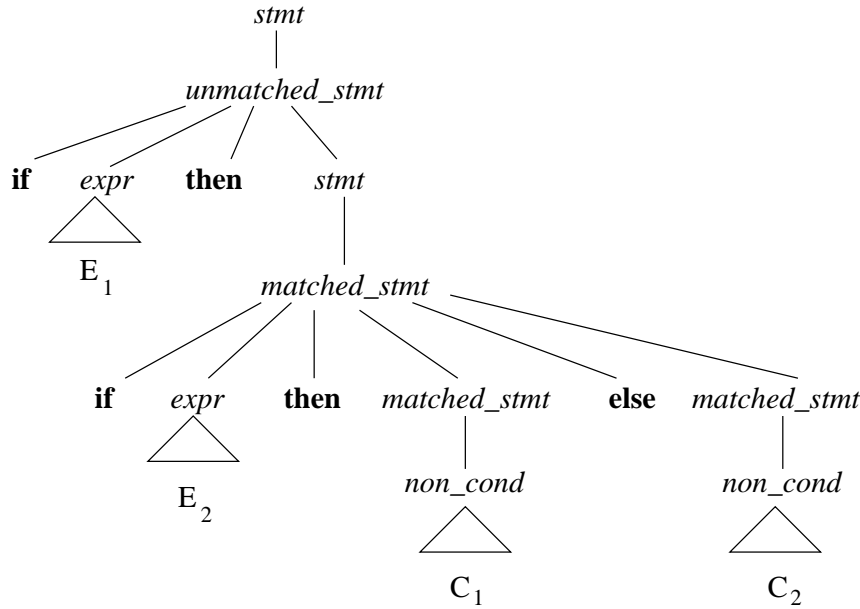 stmt
unmatched_stmt
if expr then stmt
E1
matched_stmt
if expr then matched_stmt else matched_stmt
E2 non_cond non_cond
C1 C2